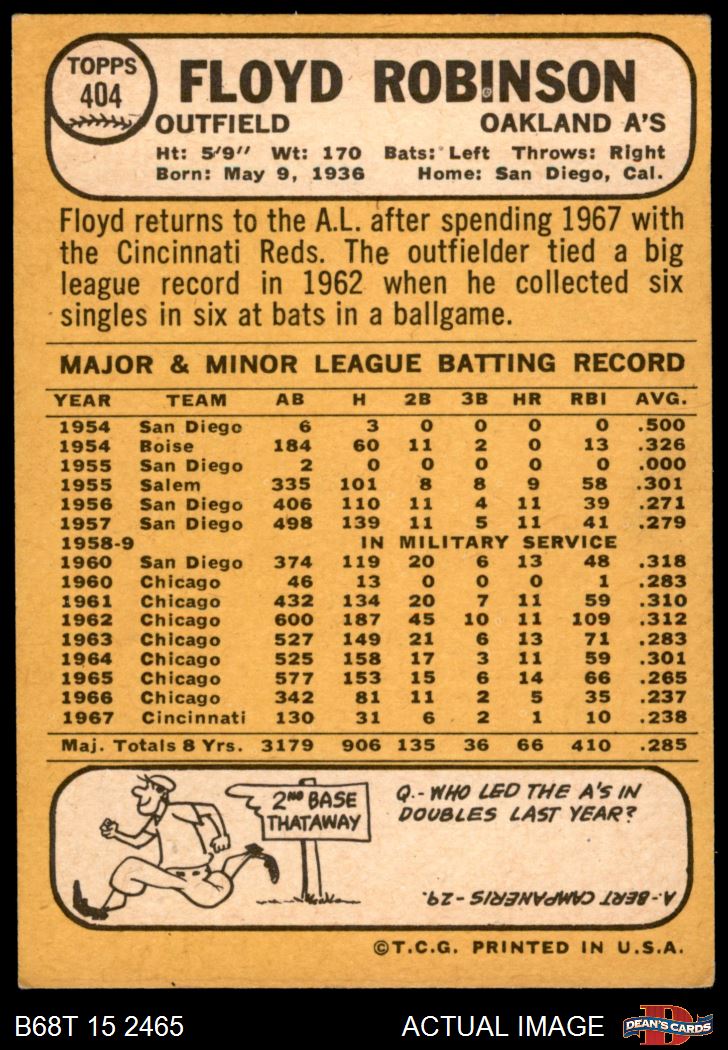 TOPPS
404
FLOYD ROBINSON
OUTFIELD OAKLAND A'S
Ht: 5'9" Wt: 170 Bats: Left Throws: Right
Born: May 9, 1936 Home: San Diego, Cal.
Floyd returns to the A.L. after spending 1967 with
the Cincinnati Reds. The outfielder tied a big
league record in 1962 when he collected six
singles in six at bats in a ballgame.
MAJOR & MINOR LEAGUE BATTING RECORD
YEAR TEAM AB H 2B 3B HR RBI AVG.
1954 San Diego 6 3 0 0 0 0 .500
1954 Boise 184 60 11 2 0 13 .326
1955 San Diego 2 0 0 0 0 0 .000
1955 Salem 335 101 8 8 9 58 .301
1956 San Diego 406 110 11 4 11 39 .271
1957 San Diego 498 139 11 5 11 41 .279
1958-9 IN MILITARY SERVICE
1960 San Diego 374 119 20 6 13 48 .318
1960 Chicago 46 13 0 0 0 1 .283
1961 Chicago 432 134 20 7 11 59 .310
1962 Chicago 600 187 45 10 11 109 .312
1963 Chicago 527 149 21 6 13 71 .283
1964 Chicago 525 158 17 3 11 59 .301
1965 Chicago 577 153 15 6 14 66 .265
1966 Chicago 342 81 11 2 5 35 .237
1967 Cincinnati 130 31 6 2 1 10 .238
Maj. Totals 8 Yrs. 3179 906 135 36 66 410 .285
2ND BASE
THATAWAY
Q.- WHO LED THE A'S IN
DOUBLES LAST YEAR?
A.- BERT CAMPANERIS - 29.
©T.C.G. PRINTED IN U.S.A.
B68T 15 2465 ACTUAL IMAGE
D
DEAN'S CARDS